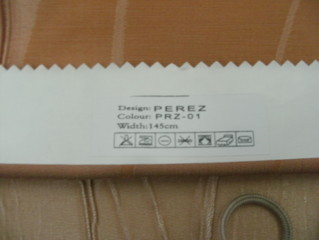 Design: PEREZ
Colour: PRZ-01
Width:145cm